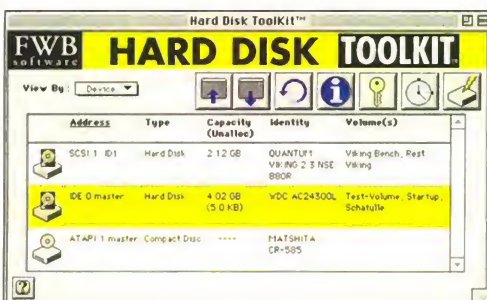 Hard Disk ToolKit™
FWB
software
HARD DISK TOOLKIT
View By: Device
Address Type Capacity (Unalloc) Identity Volume(s)
SCSI 1 ID1 Hard Disk 2.12 GB QUANTUM VIKING 2.3 NSE 880R Viking Bench, Rest Viking
IDE 0 master Hard Disk 4.02 GB (5.0 KB) WDC AC24300L Test-Volume, Startup, Schatulle
ATAPI 1 master Compact Disc ---- MATSHITA CR-585